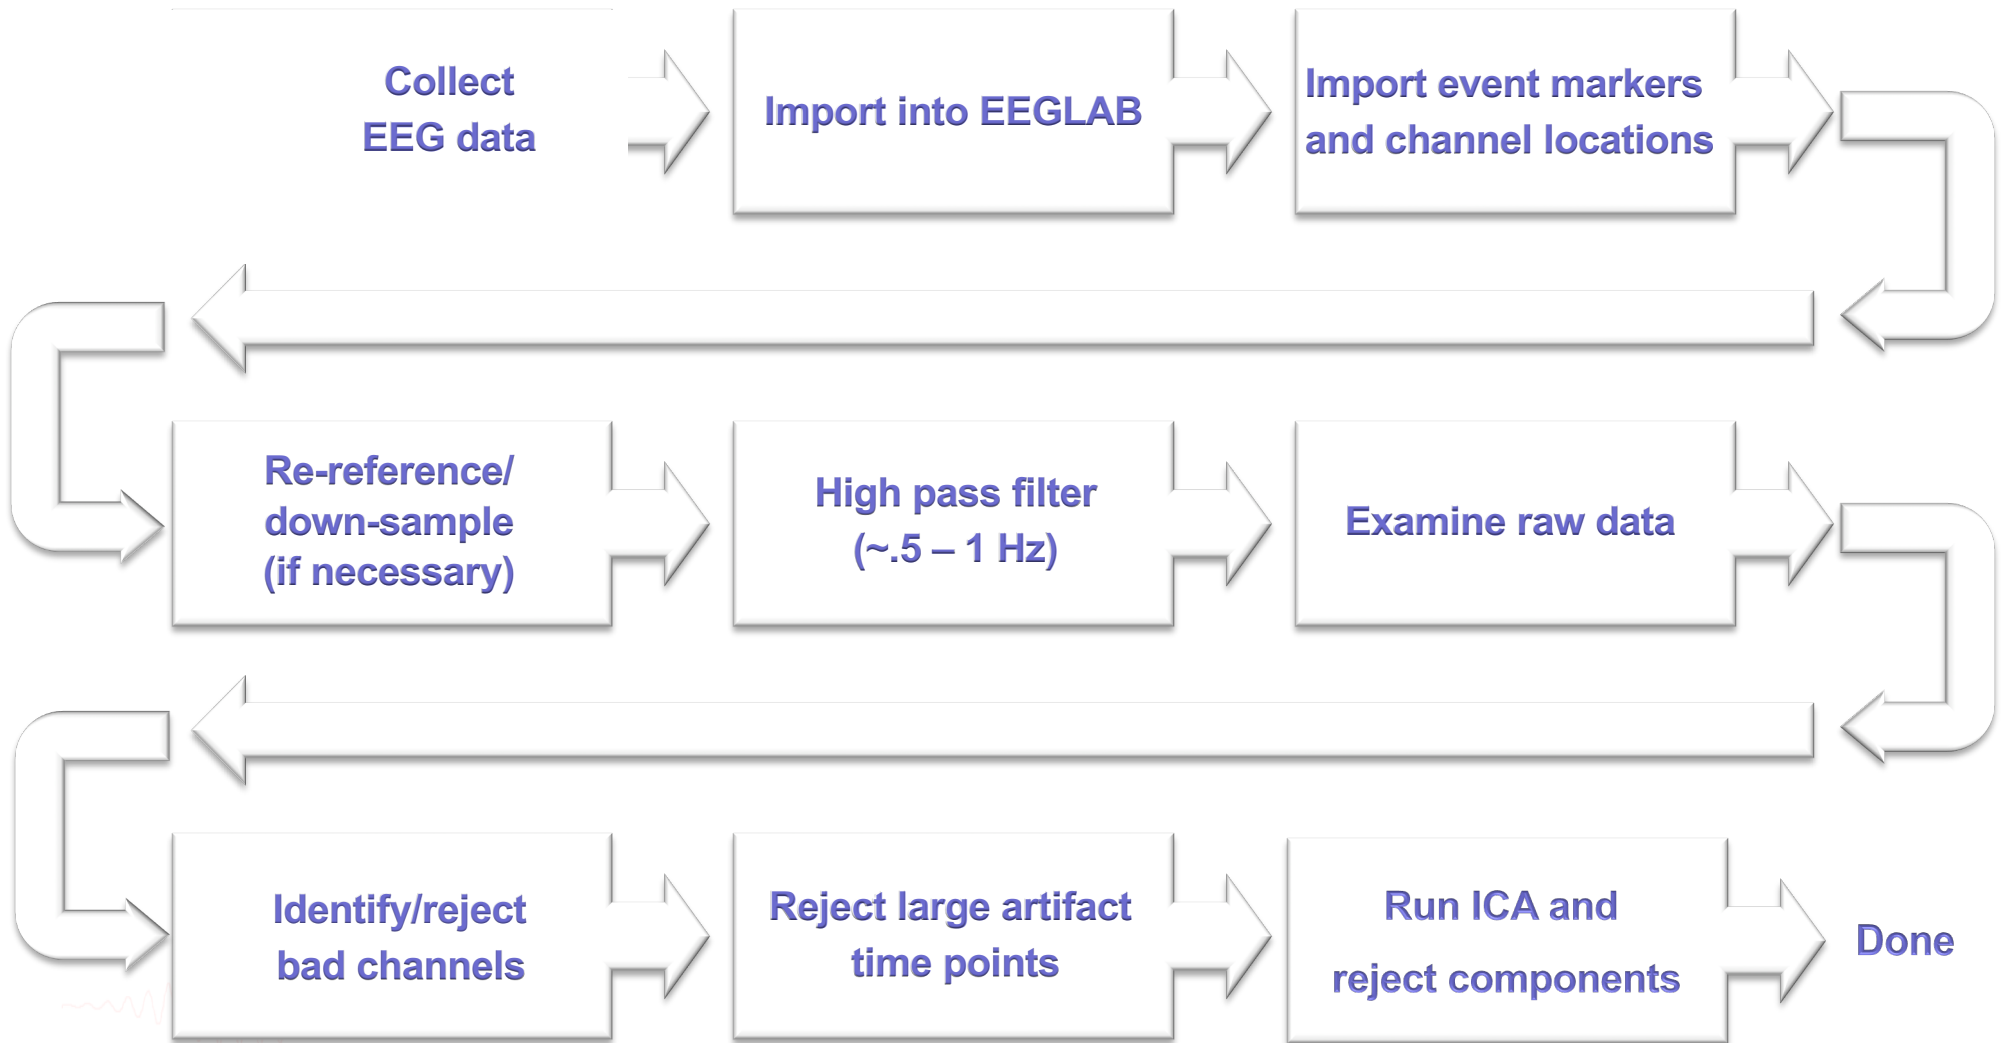 Collect
EEG data
Import into EEGLAB
Import event markers
and channel locations
Re-reference/
down-sample
(if necessary)
High pass filter
(~.5 – 1 Hz)
Examine raw data
Identify/reject
bad channels
Reject large artifact
time points
Run ICA and
reject components
Done